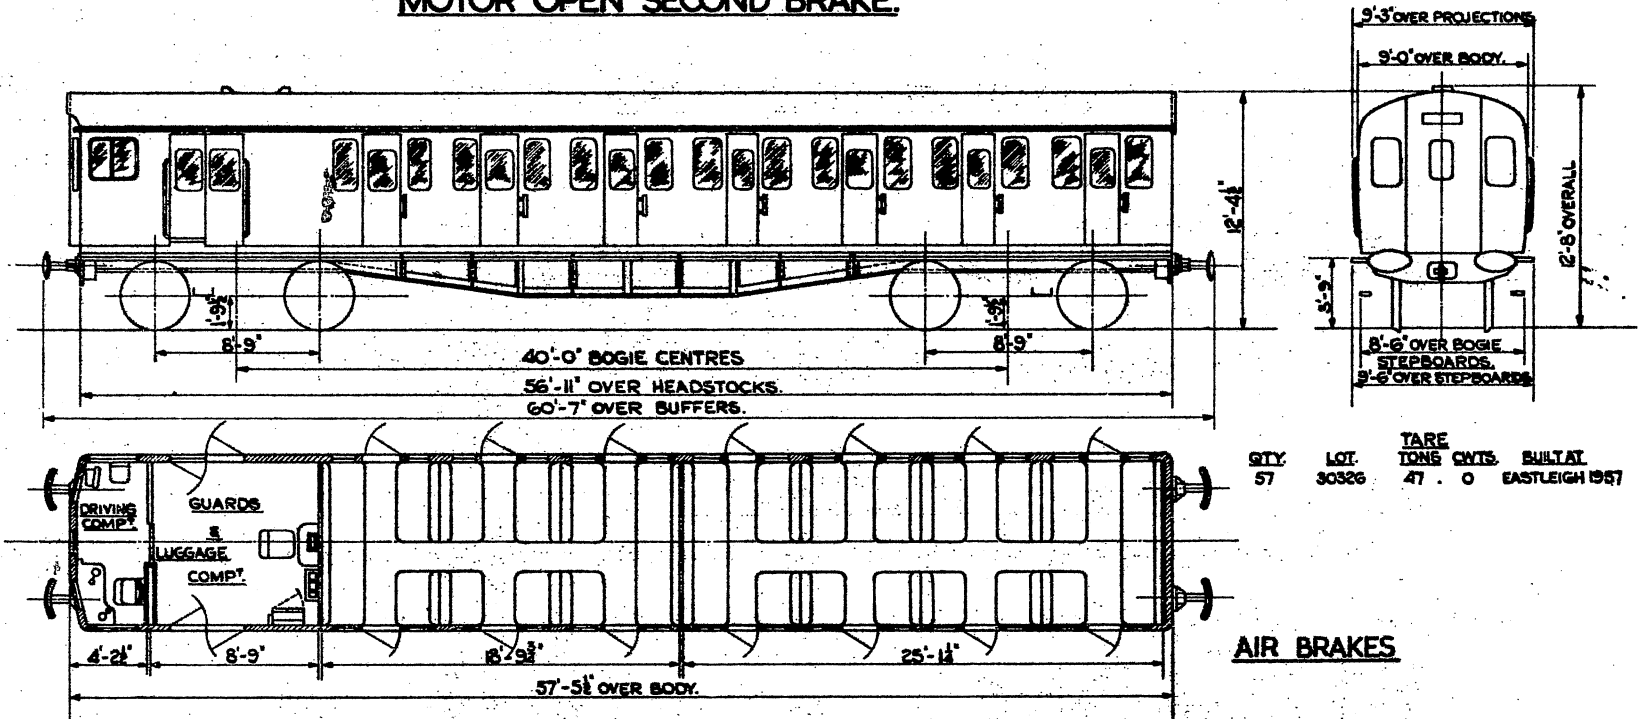 MOTOR OPEN SECOND BRAKE.
9'-3" OVER PROJECTIONS
9'-0" OVER BODY.
12'-4½"
12'-8" OVERALL
3'-9"
1'-9½"
1'-9½"
8'-9"
8'-9"
40'-0" BOGIE CENTRES
56'-11" OVER HEADSTOCKS.
60'-7" OVER BUFFERS.
8'-6" OVER BOGIE
STEPBOARDS.
9'-6" OVER STEPBOARDS
TARE
QTY. LOT. TONS CWTS. BUILT AT
57 30326 47 . 0 EASTLEIGH 1957
DRIVING
COMPT.
GUARDS
&
LUGGAGE
COMPT.
4'-2½" 8'-9" 18'-9¾" 25'-1¼"
57'-5½" OVER BODY.
AIR BRAKES